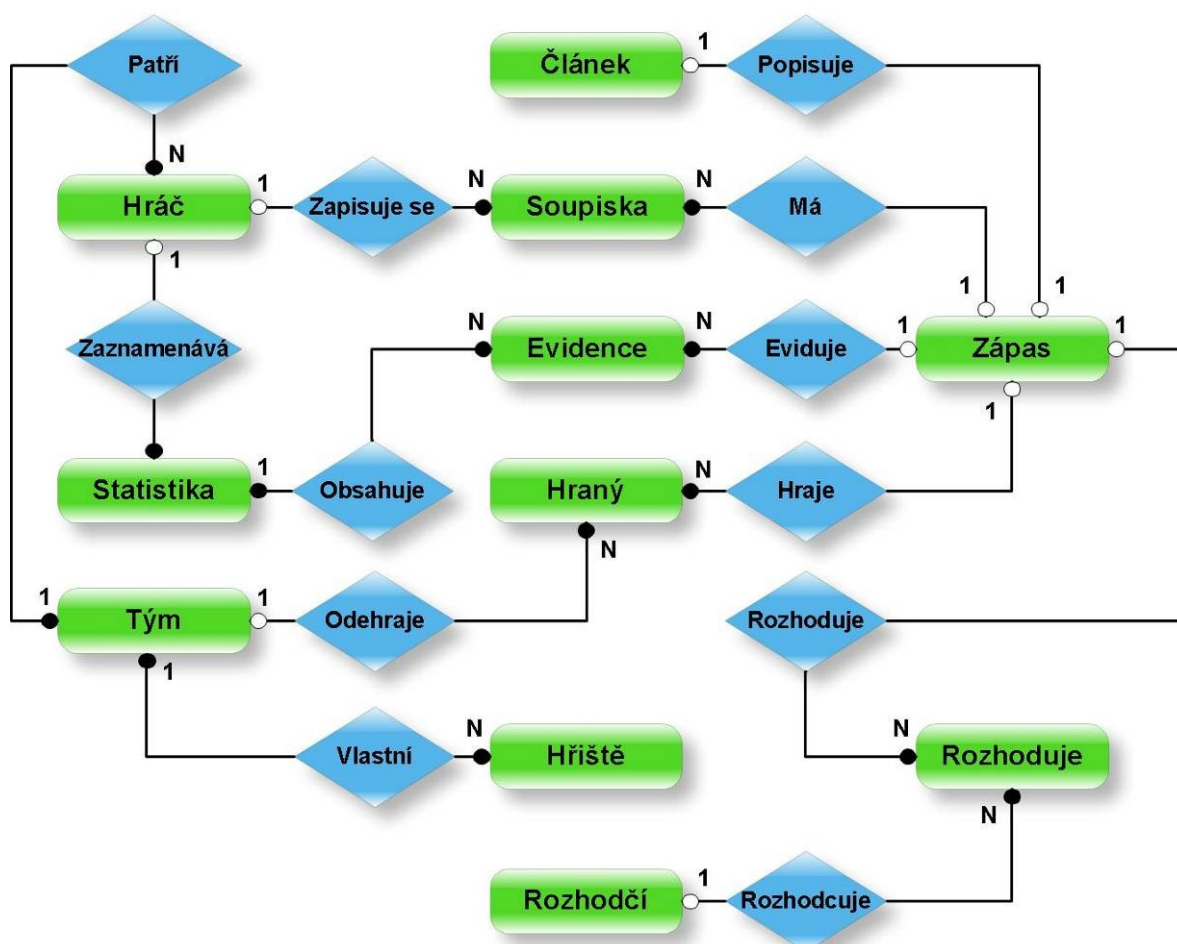 Patří
1
Článek
Popisuje
N
1
N
N
Hráč
Zapisuje se
Soupiska
Má
1
1
1
N
N
1
1
Zaznamenává
Evidence
Eviduje
Zápas
1
1
N
Statistika
Obsahuje
Hraný
Hraje
N
1
1
Tým
Odehraje
Rozhoduje
1
N
N
Vlastní
Hřiště
Rozhoduje
N
1
Rozhodčí
Rozhodcuje